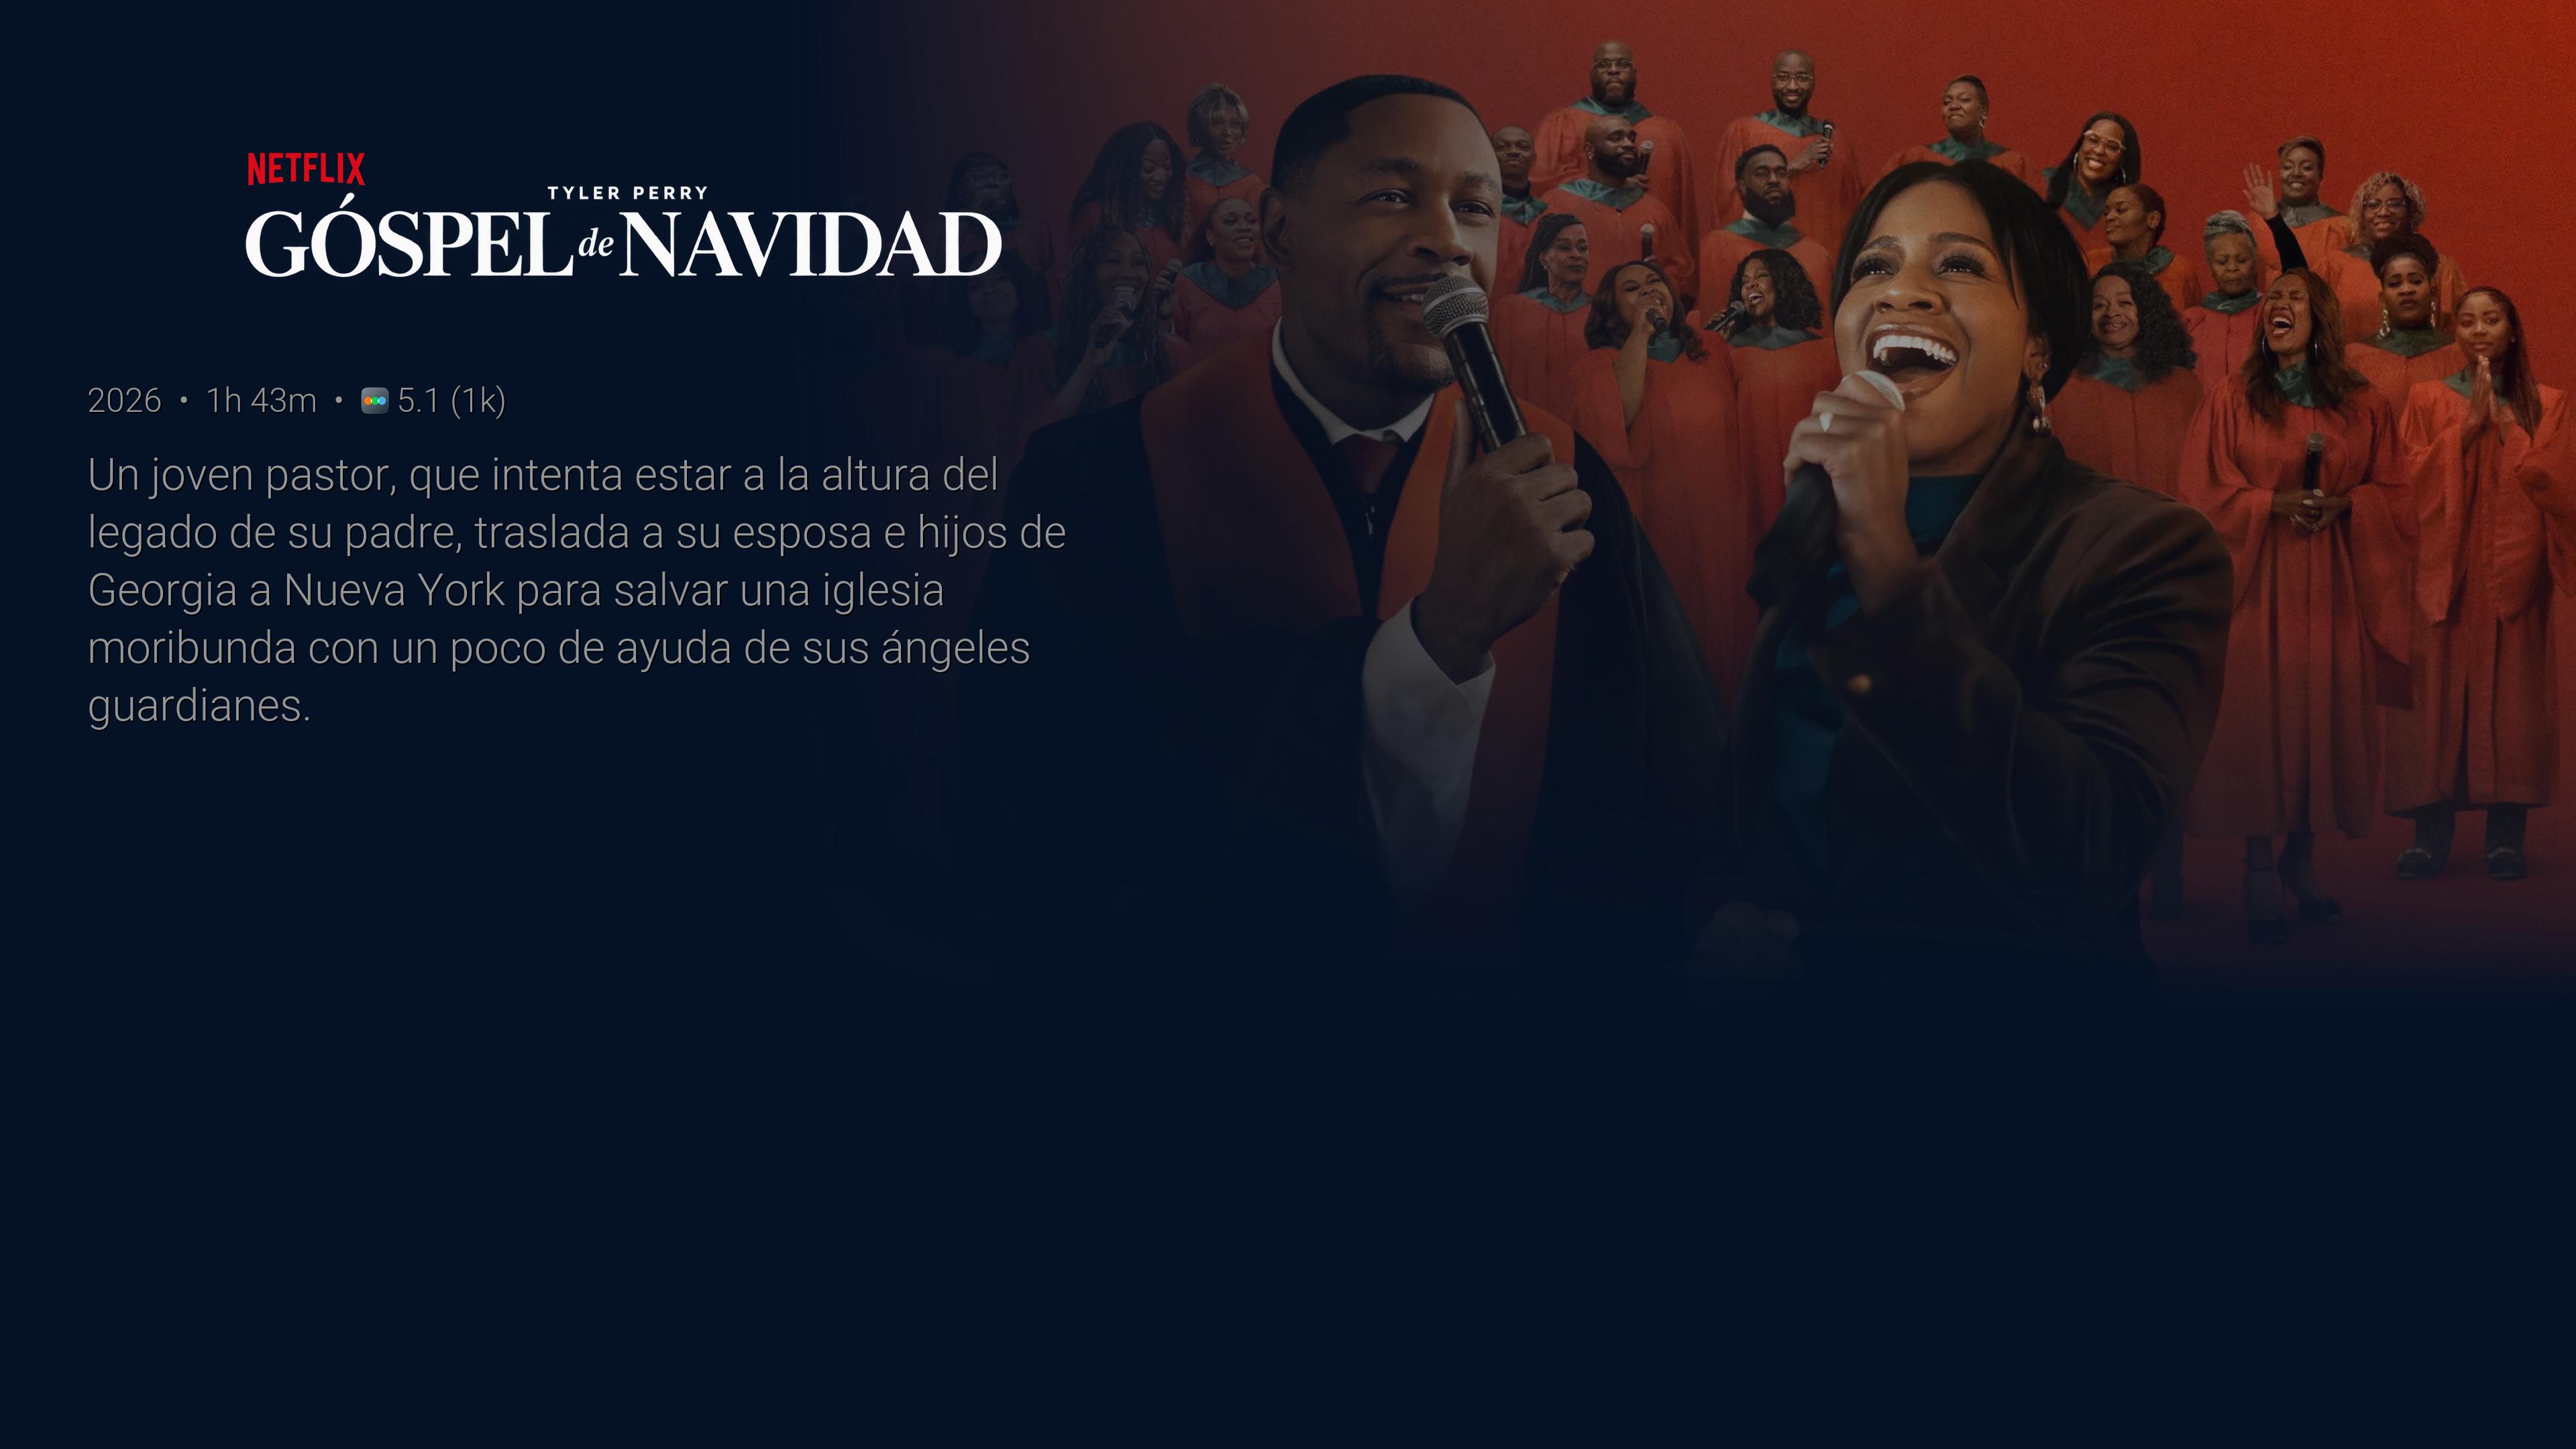 NETFLIX
TYLER PERRY
GÓSPEL de NAVIDAD
2026 • 1h 43m • 5.1 (1k)
Un joven pastor, que intenta estar a la altura del
legado de su padre, traslada a su esposa e hijos de
Georgia a Nueva York para salvar una iglesia
moribunda con un poco de ayuda de sus ángeles
guardianes.